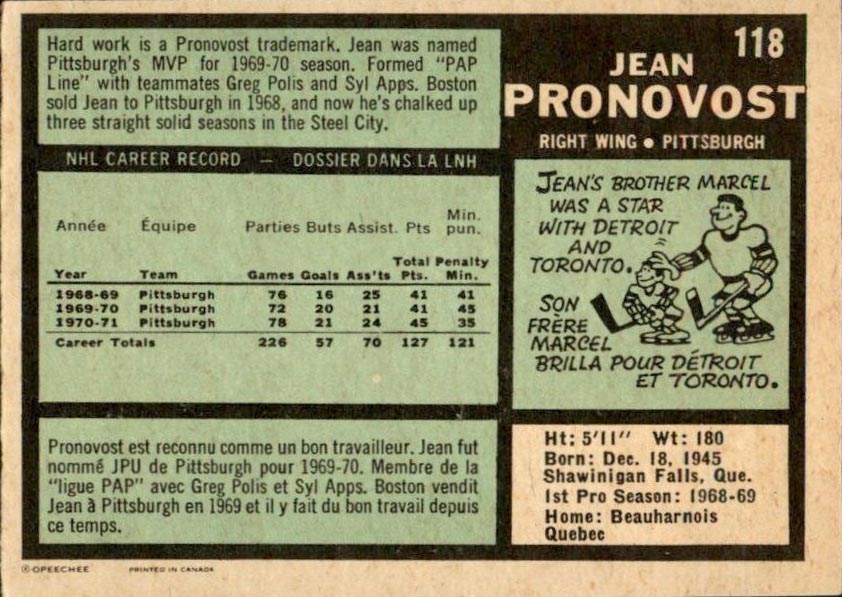 118
JEAN
PRONOVOST
RIGHT WING • PITTSBURGH
Hard work is a Pronovost trademark. Jean was named
Pittsburgh's MVP for 1969-70 season. Formed "PAP
Line" with teammates Greg Polis and Syl Apps. Boston
sold Jean to Pittsburgh in 1968, and now he's chalked up
three straight solid seasons in the Steel City.
NHL CAREER RECORD — DOSSIER DANS LA LNH
Année Équipe Parties Buts Assist. Pts Min. pun.
Year Team Games Goals Ass'ts Total Pts. Penalty Min.
1968-69 Pittsburgh 76 16 25 41 41
1969-70 Pittsburgh 72 20 21 41 45
1970-71 Pittsburgh 78 21 24 45 35
Career Totals 226 57 70 127 121
Pronovost est reconnu comme un bon travailleur. Jean fut
nommé JPU de Pittsburgh pour 1969-70. Membre de la
"ligue PAP" avec Greg Polis et Syl Apps. Boston vendit
Jean à Pittsburgh en 1969 et il y fait du bon travail depuis
ce temps.
JEAN'S BROTHER MARCEL
WAS A STAR
WITH DETROIT
AND
TORONTO.
SON
FRÈRE
MARCEL
BRILLA POUR DÉTROIT
ET TORONTO.
Ht: 5'11" Wt: 180
Born: Dec. 18, 1945
Shawinigan Falls, Que.
1st Pro Season: 1968-69
Home: Beauharnois
Quebec
© OPEECHEE PRINTED IN CANADA